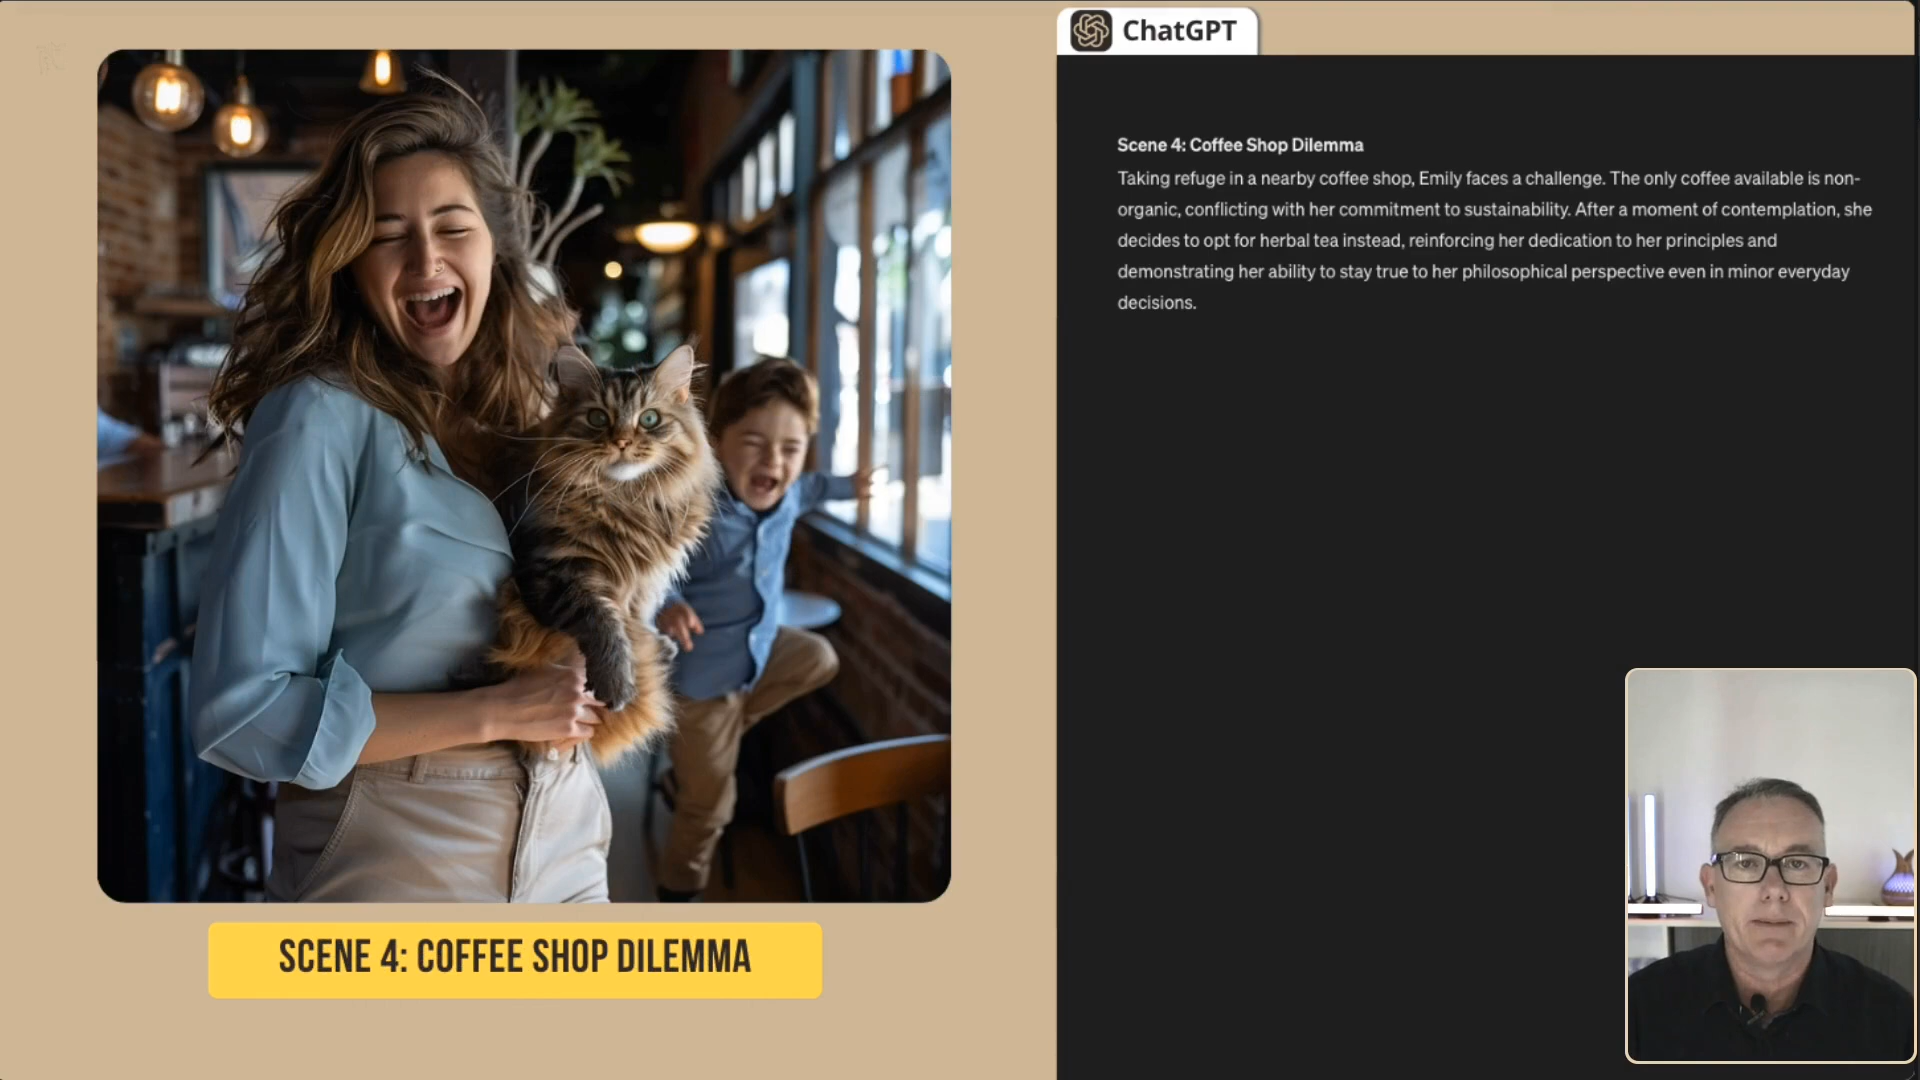 SCENE 4: COFFEE SHOP DILEMMA
ChatGPT
Scene 4: Coffee Shop Dilemma
Taking refuge in a nearby coffee shop, Emily faces a challenge. The only coffee available is non-
organic, conflicting with her commitment to sustainability. After a moment of contemplation, she
decides to opt for herbal tea instead, reinforcing her dedication to her principles and
demonstrating her ability to stay true to her philosophical perspective even in minor everyday
decisions.